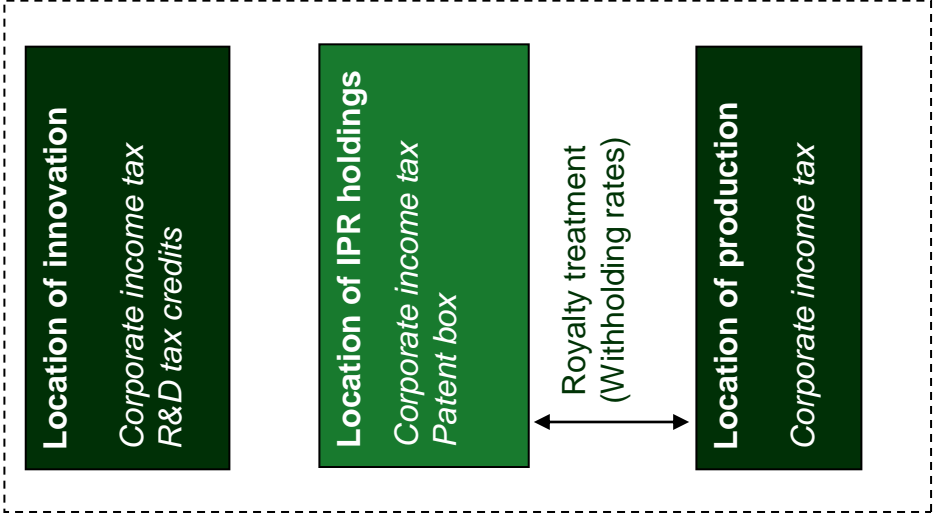 Location of innovation
Corporate income tax
R&D tax credits
Location of IPR holdings
Corporate income tax
Patent box
Royalty treatment
(Withholding rates)
Location of production
Corporate income tax